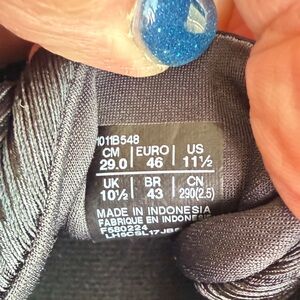 1011B548
CM EURO US
29.0 46 11½
UK BR CN
10½ 43 290(2.5)
MADE IN INDONESIA
FABRIQUE EN INDONES
F580224